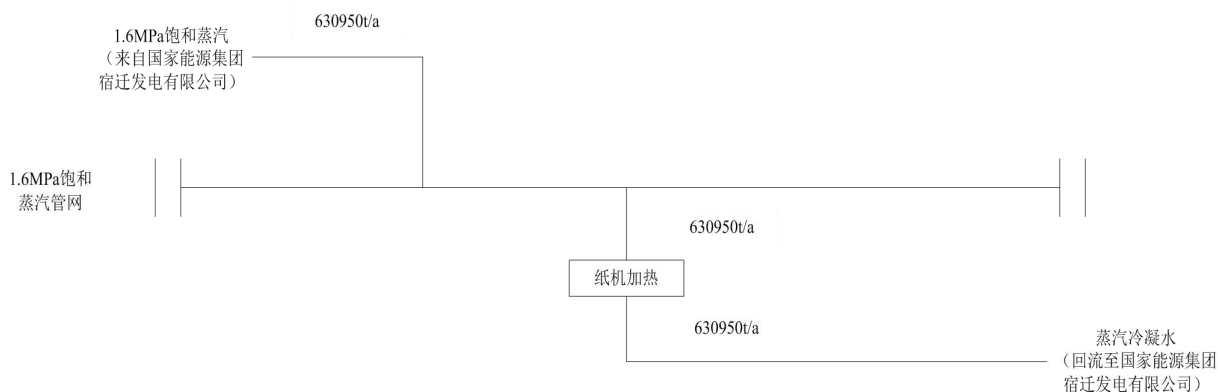 630950t/a
1.6MPa饱和蒸汽
（来自国家能源集团
宿迁发电有限公司）
1.6MPa饱和
蒸汽管网
630950t/a
纸机加热
630950t/a
蒸汽冷凝水
（回流至国家能源集团
宿迁发电有限公司）